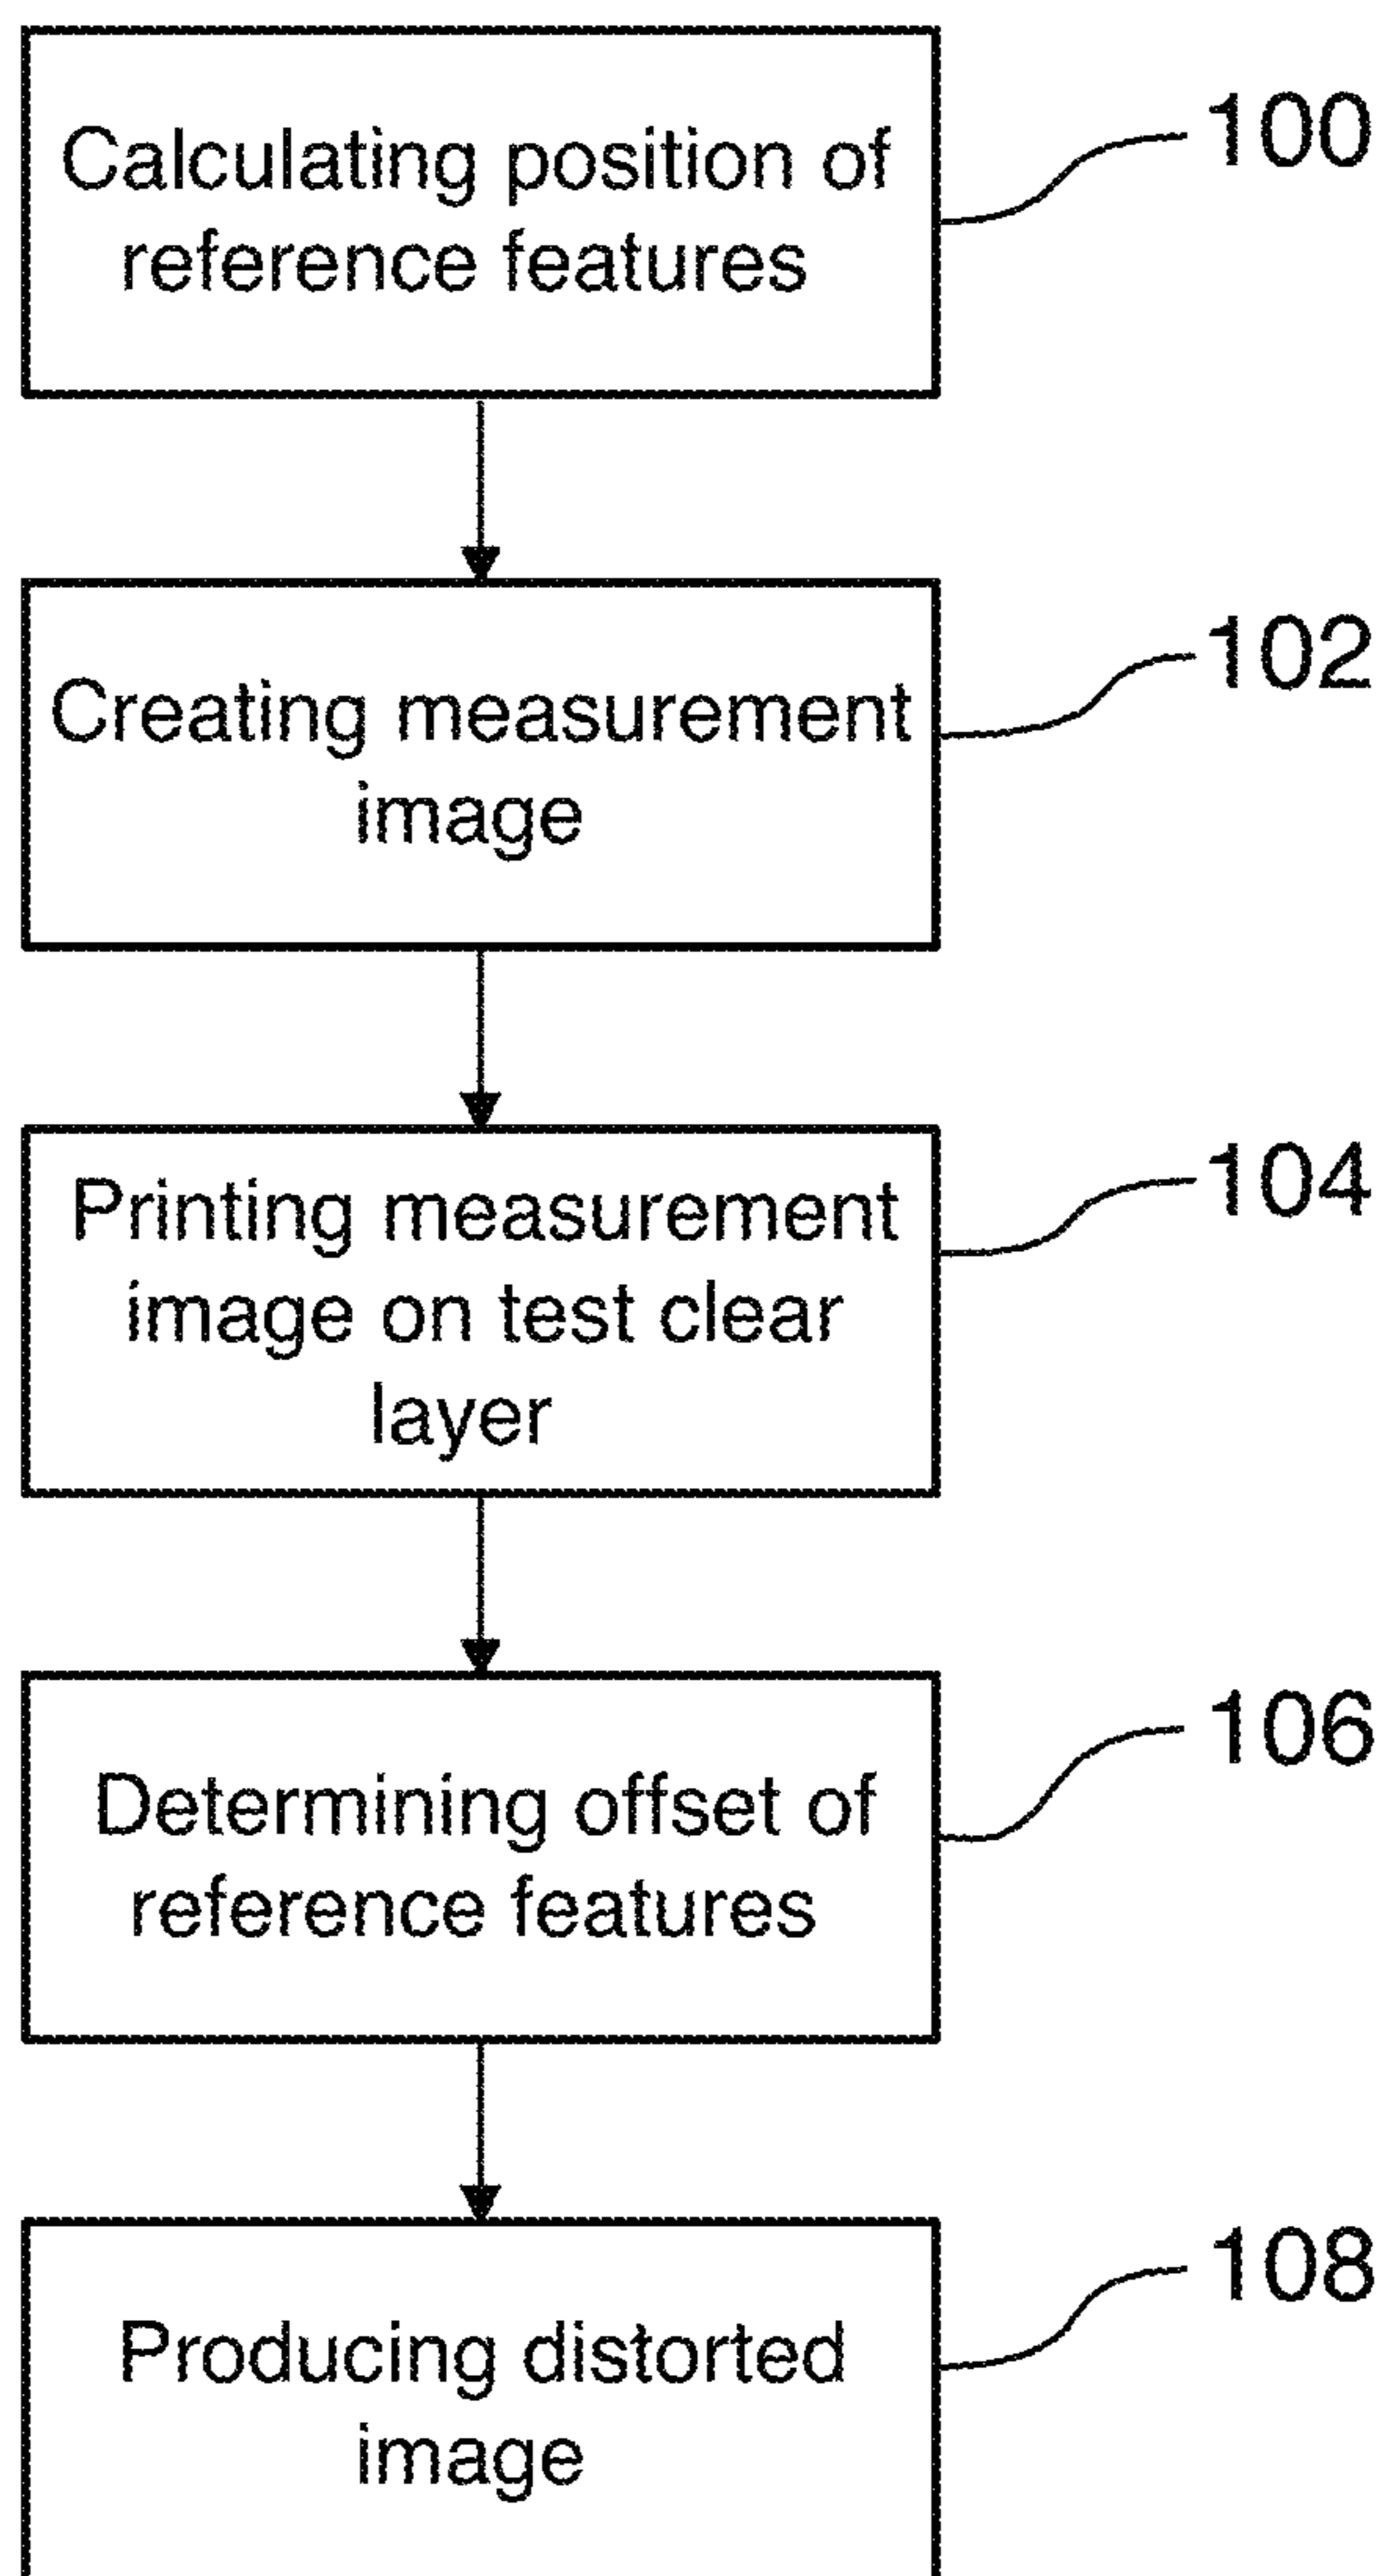 Calculating position of
reference features
100
Creating measurement
image
102
Printing measurement
image on test clear
layer
104
Determining offset of
reference features
106
Producing distorted
image
108